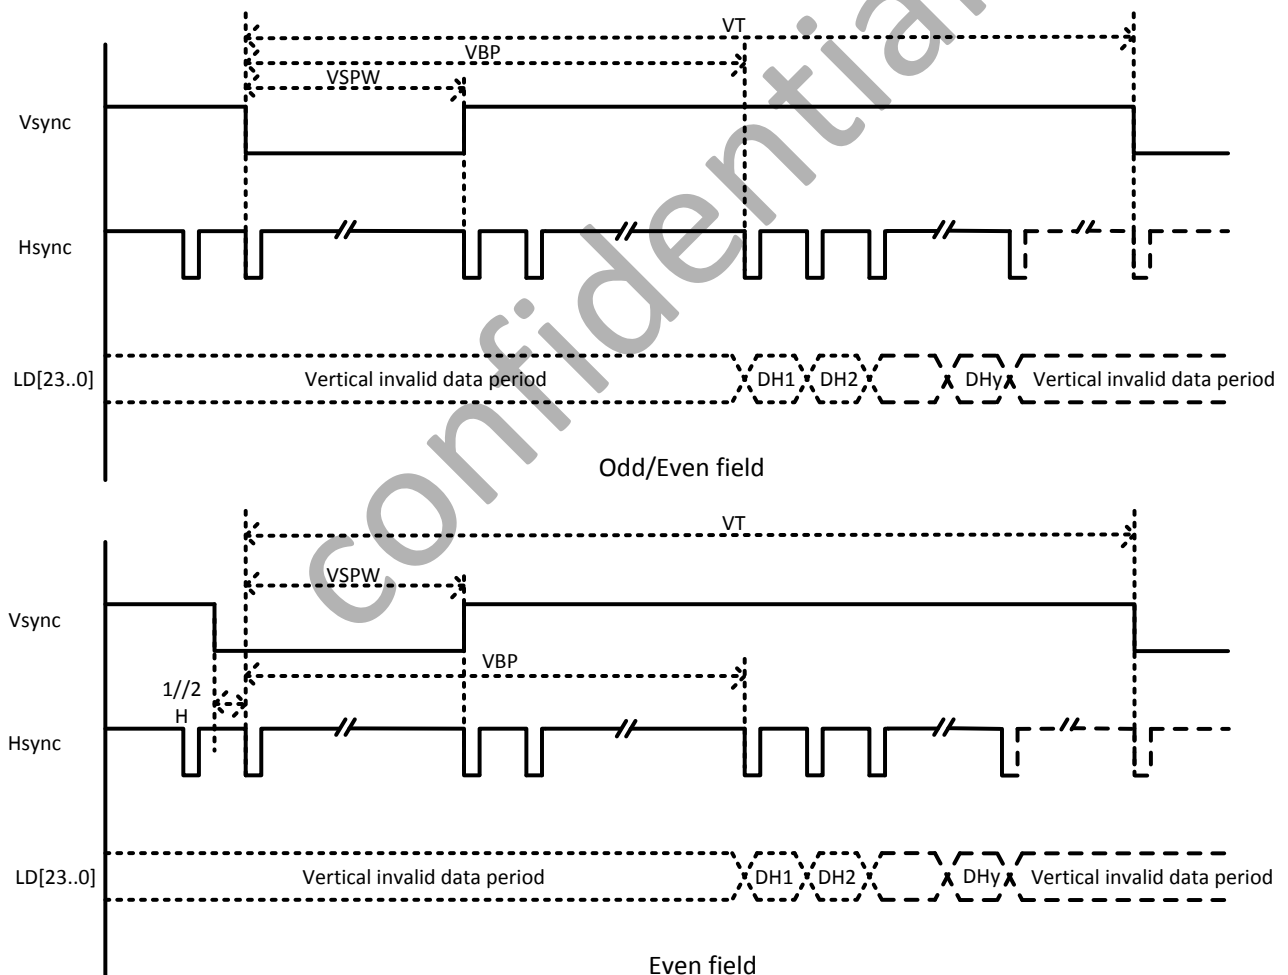 VT
VBP
VSPW
Vsync
Hsync
LD[23..0]
Vertical invalid data period
DH1
DH2
DHy
Vertical invalid data period
Odd/Even field
confidential
VT
VSPW
Vsync
VBP
1//2
H
Hsync
LD[23..0]
Vertical invalid data period
DH1
DH2
DHy
Vertical invalid data period
Even field